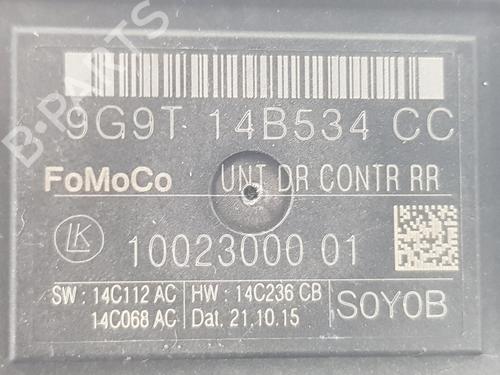 9G9T 14B534 CC
FoMoCo UNT DR CONTR RR
LK 10023000 01
SW : 14C112 AC HW : 14C236 CB S0Y0B
14C068 AC Dat. 21.10.15
B-PARTS